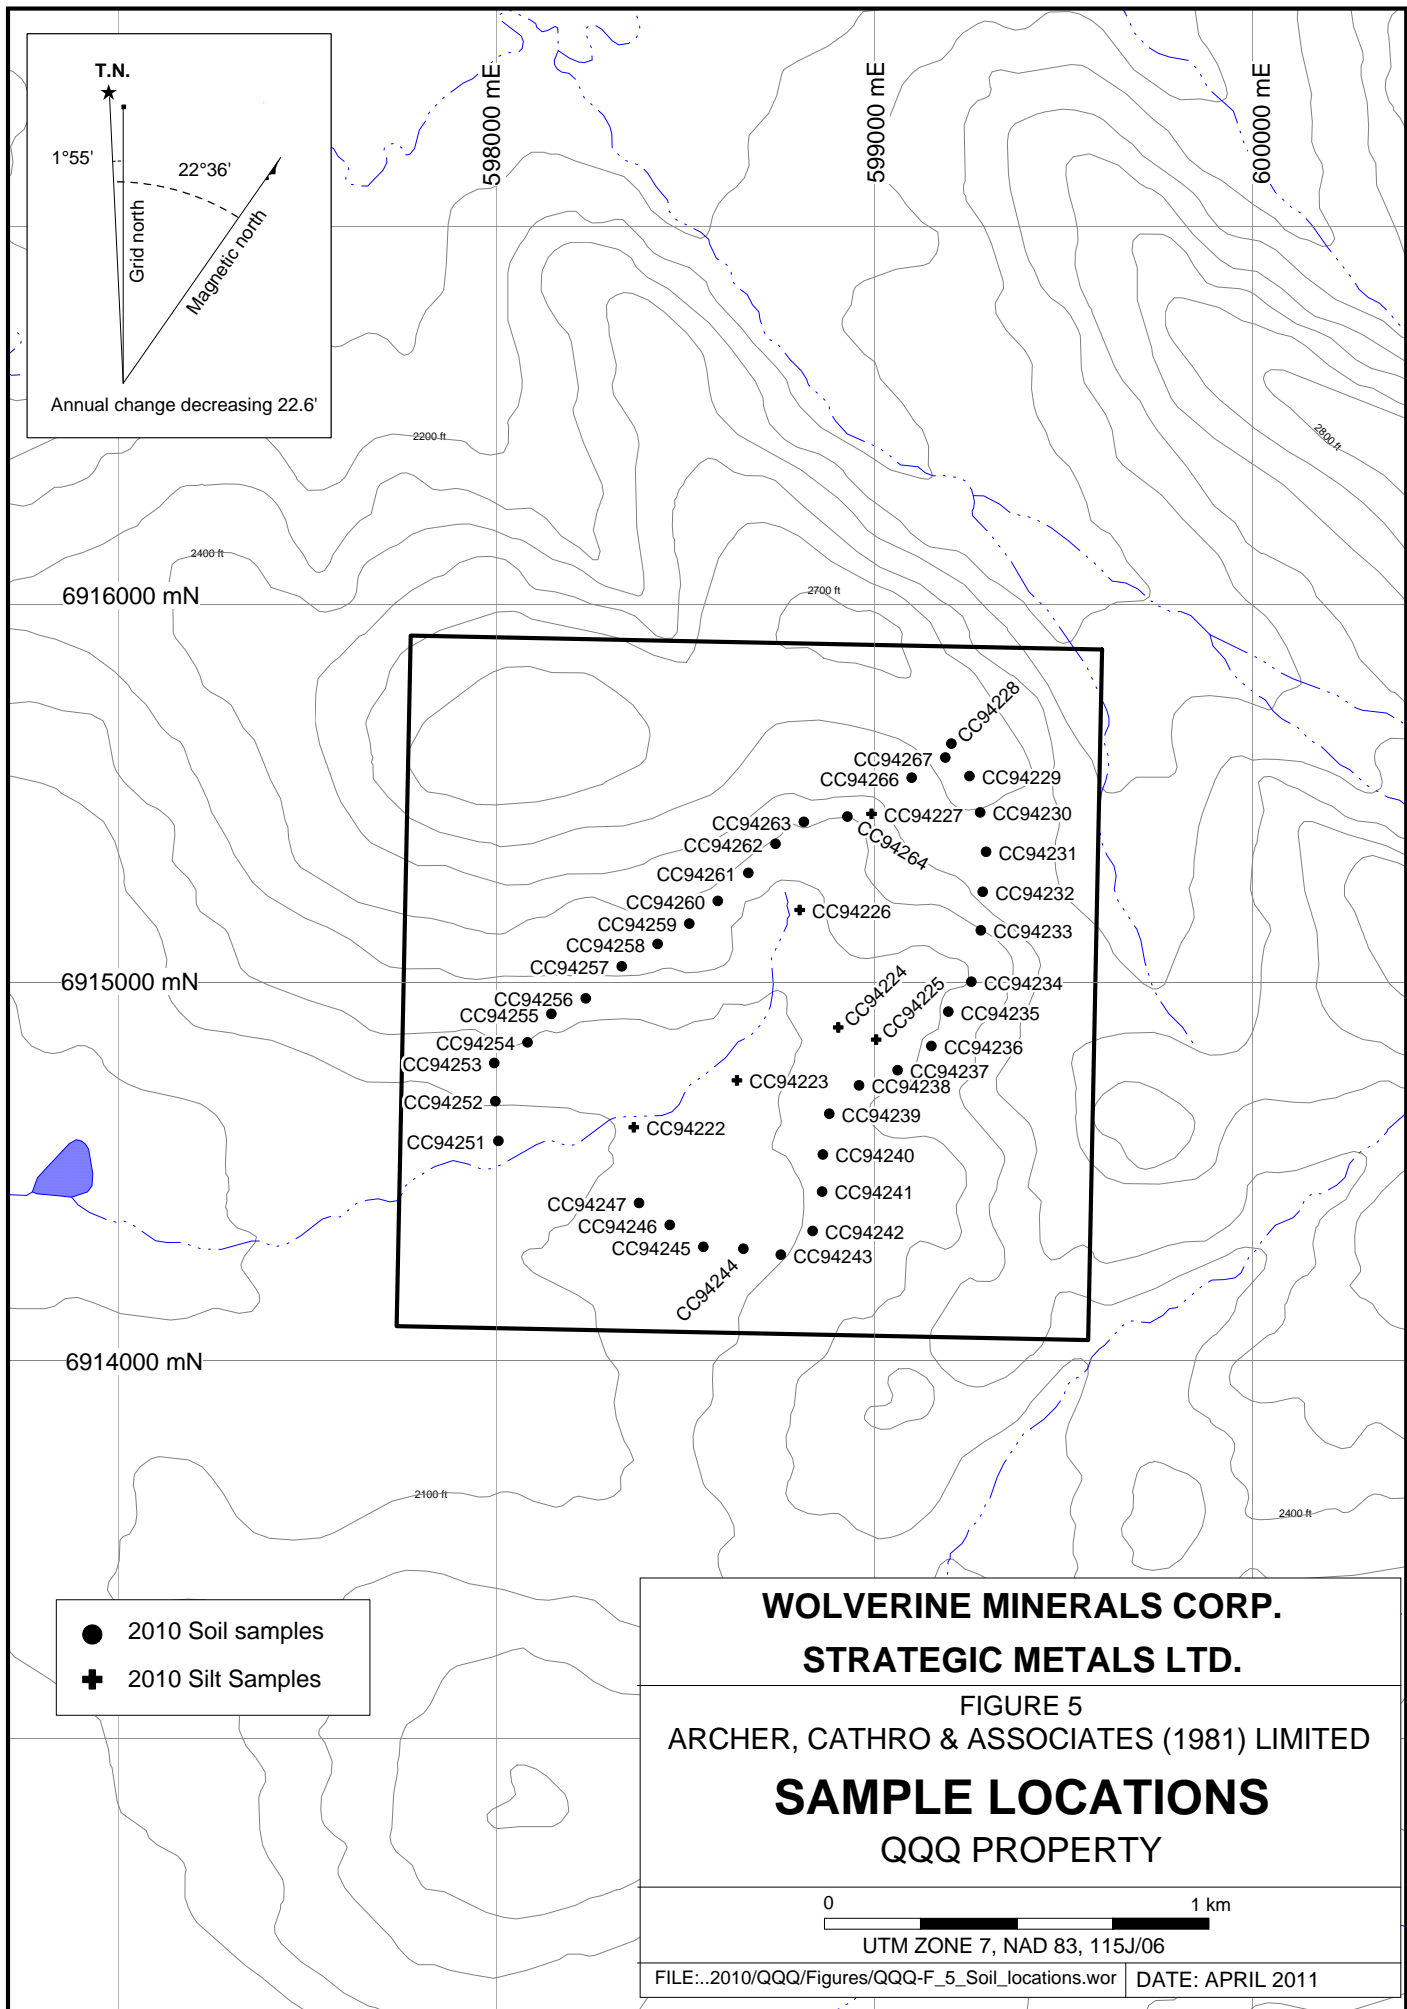 T.N.
1°55'
22°36'
Grid north
Magnetic north
Annual change decreasing 22.6'
598000 mE
599000 mE
600000 mE
2200 ft
2800 ft
2400 ft
6916000 mN
2700 ft
CC94228
CC94267
CC94266
CC94229
CC94227
CC94230
CC94263
CC94264
CC94262
CC94231
CC94261
CC94232
CC94260
CC94226
CC94259
CC94233
CC94258
CC94257
6915000 mN
CC94234
CC94256
CC94224
CC94225
CC94255
CC94235
CC94254
CC94236
CC94253
CC94237
CC94223
CC94238
CC94252
CC94239
CC94222
CC94251
CC94240
CC94241
CC94247
CC94246
CC94242
CC94245
CC94244
CC94243
6914000 mN
2100 ft
2400 ft
2010 Soil samples
2010 Silt Samples
WOLVERINE MINERALS CORP.
STRATEGIC METALS LTD.
FIGURE 5
ARCHER, CATHRO & ASSOCIATES (1981) LIMITED
SAMPLE LOCATIONS
QQQ PROPERTY
0 1 km
UTM ZONE 7, NAD 83, 115J/06
FILE:..2010/QQQ/Figures/QQQ-F_5_Soil_locations.wor DATE: APRIL 2011